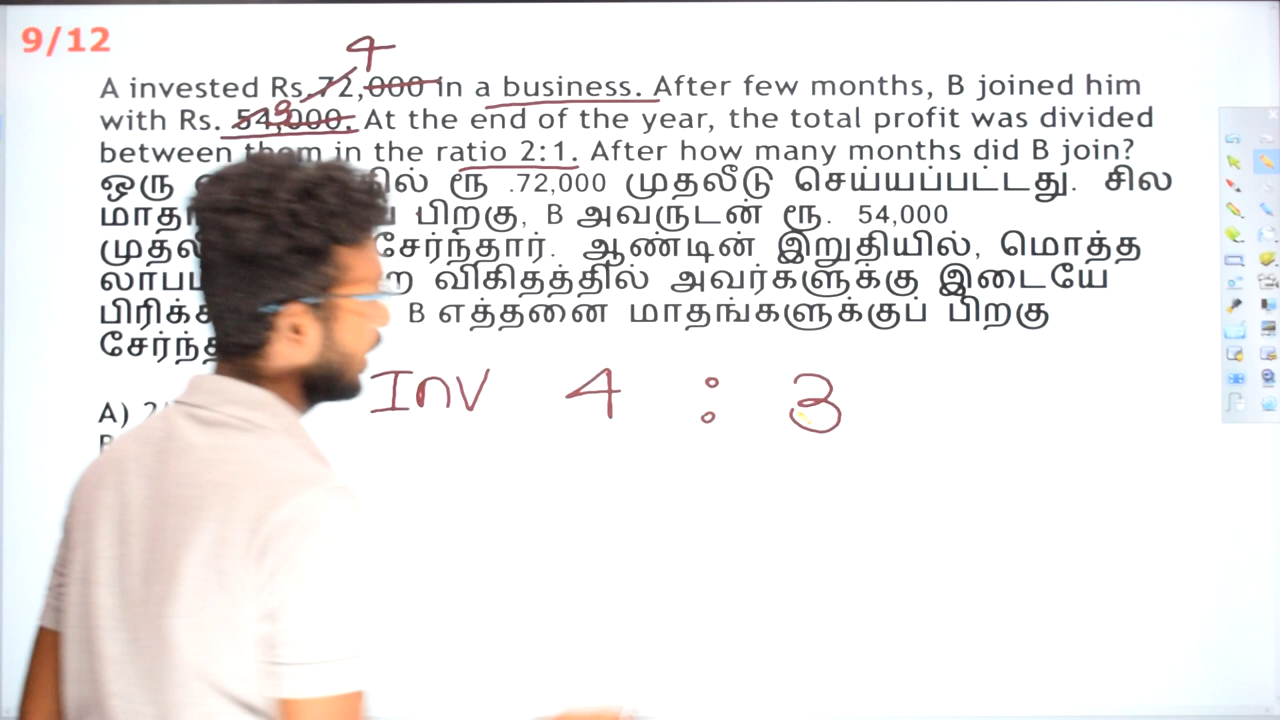 9/12
4
A invested Rs.72,000 in a business. After few months, B joined him
3
with Rs. 54,000. At the end of the year, the total profit was divided
between them in the ratio 2:1. After how many months did B join?
ஒரு ரூ .72,000 முதலீடு செய்யப்பட்டது. சில
பிறகு, B அவருடன் ரூ. 54,000
சேர்ந்தார். ஆண்டின் இறுதியில், மொத்த
விகிதத்தில் அவர்களுக்கு இடையே
B எத்தனை மாதங்களுக்குப் பிறகு
Inv 4 : 3
A)